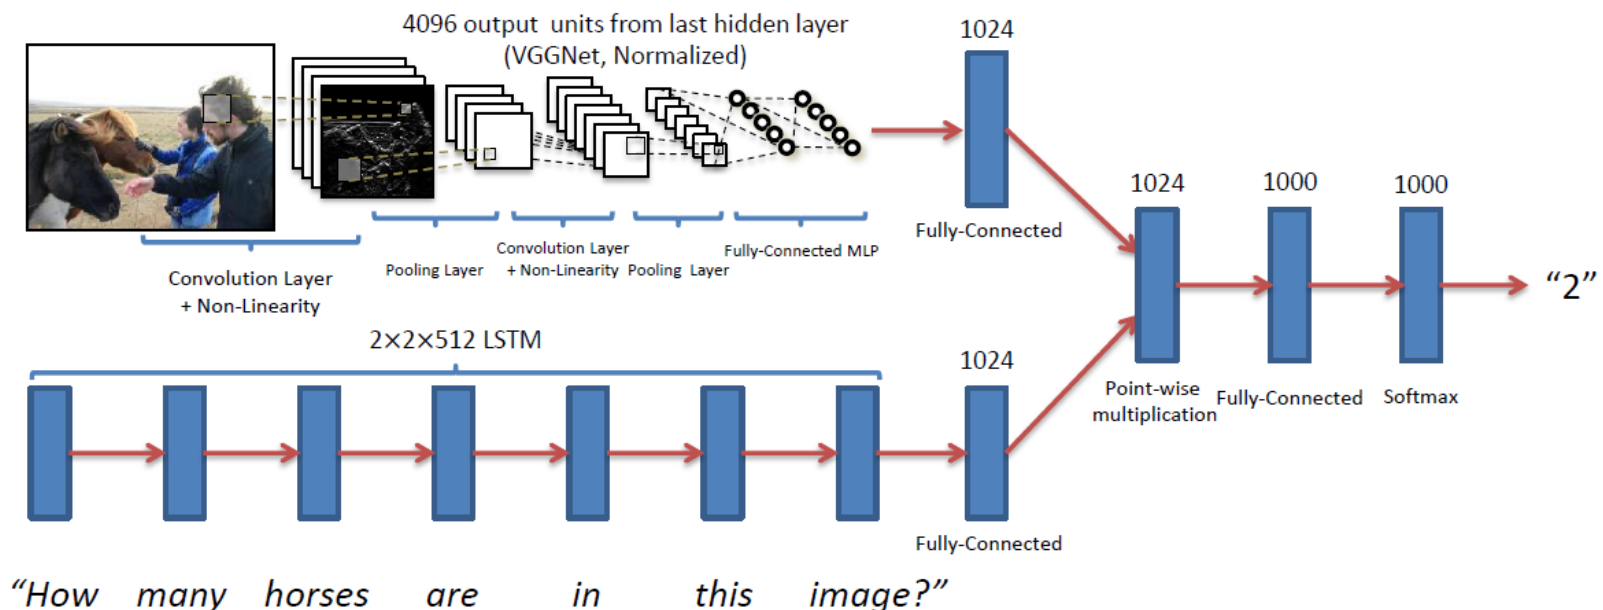 4096 output units from last hidden layer
(VGGNet, Normalized)
1024
Fully-Connected
Convolution Layer
+ Non-Linearity
Pooling Layer
Convolution Layer
+ Non-Linearity
Pooling Layer
Fully-Connected MLP
2×2×512 LSTM
1024
Fully-Connected
1024
Point-wise
multiplication
1000
Fully-Connected
1000
Softmax
“2”
“How many horses are in this image?”